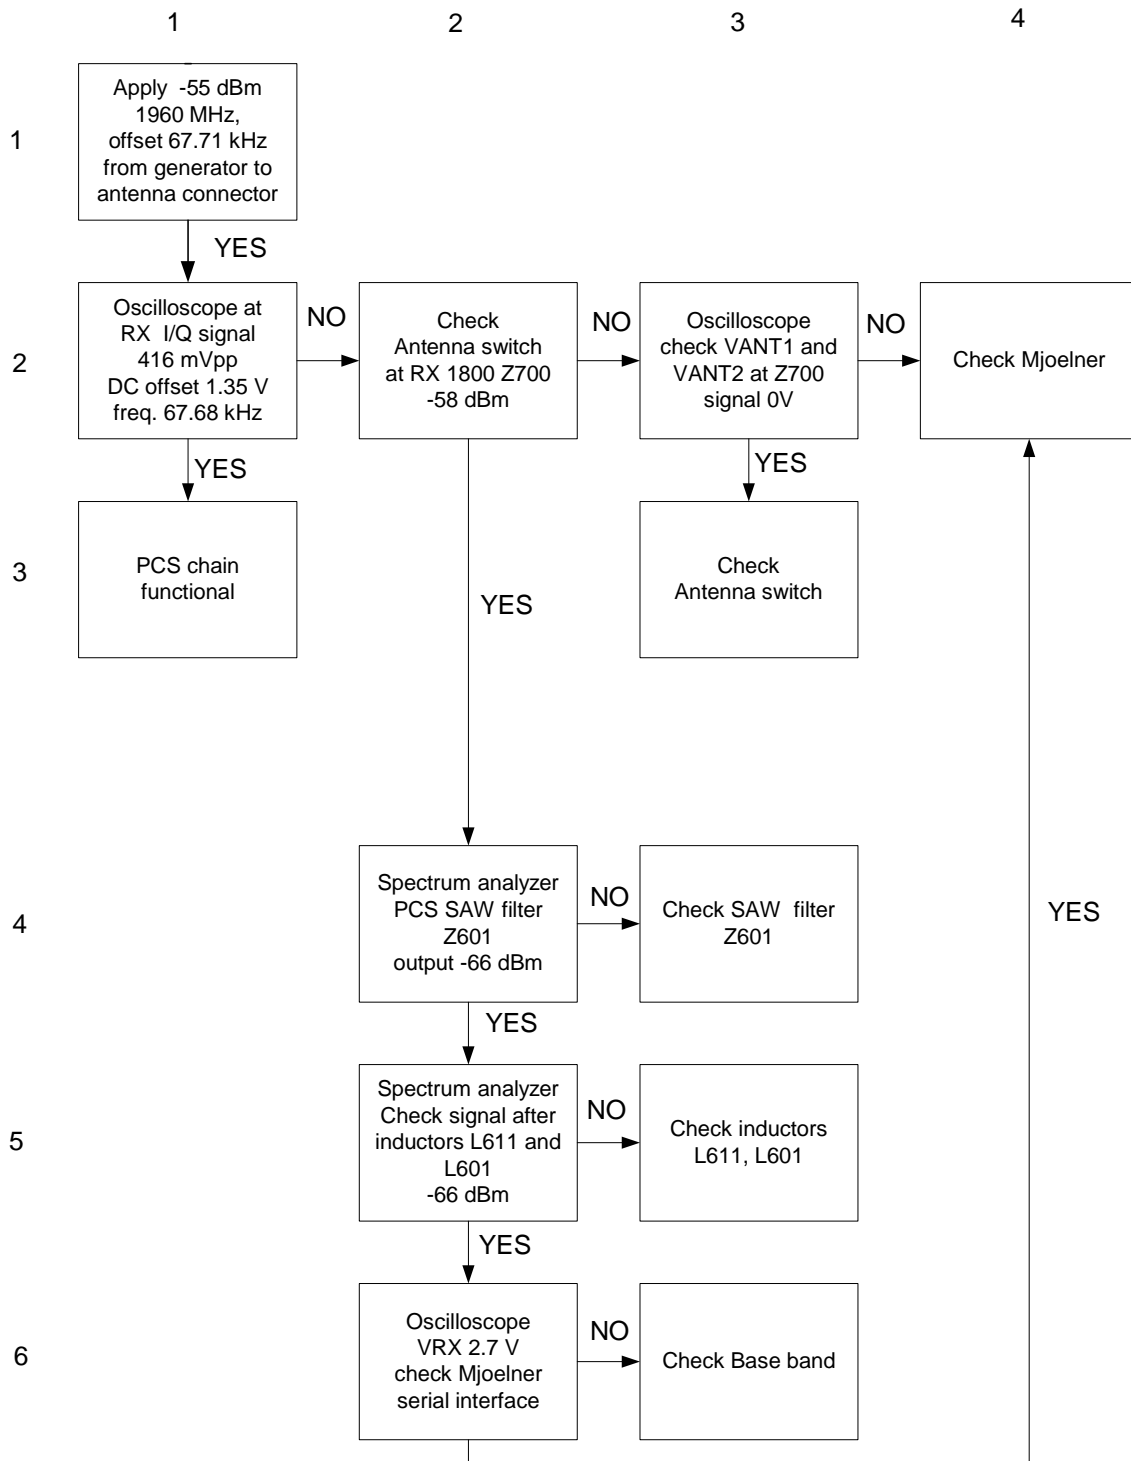 1
2
3
4
1
Apply -55 dBm
1960 MHz,
offset 67.71 kHz
from generator to
antenna connector
YES
2
Oscilloscope at
RX I/Q signal
416 mVpp
DC offset 1.35 V
freq. 67.68 kHz
NO
Check
Antenna switch
at RX 1800 Z700
-58 dBm
NO
Oscilloscope
check VANT1 and
VANT2 at Z700
signal 0V
NO
Check Mjoelner
YES
YES
3
PCS chain
functional
YES
Check
Antenna switch
4
Spectrum analyzer
PCS SAW filter
Z601
output -66 dBm
NO
Check SAW filter
Z601
YES
YES
5
Spectrum analyzer
Check signal after
inductors L611 and
L601
-66 dBm
NO
Check inductors
L611, L601
YES
6
Oscilloscope
VRX 2.7 V
check Mjoelner
serial interface
NO
Check Base band